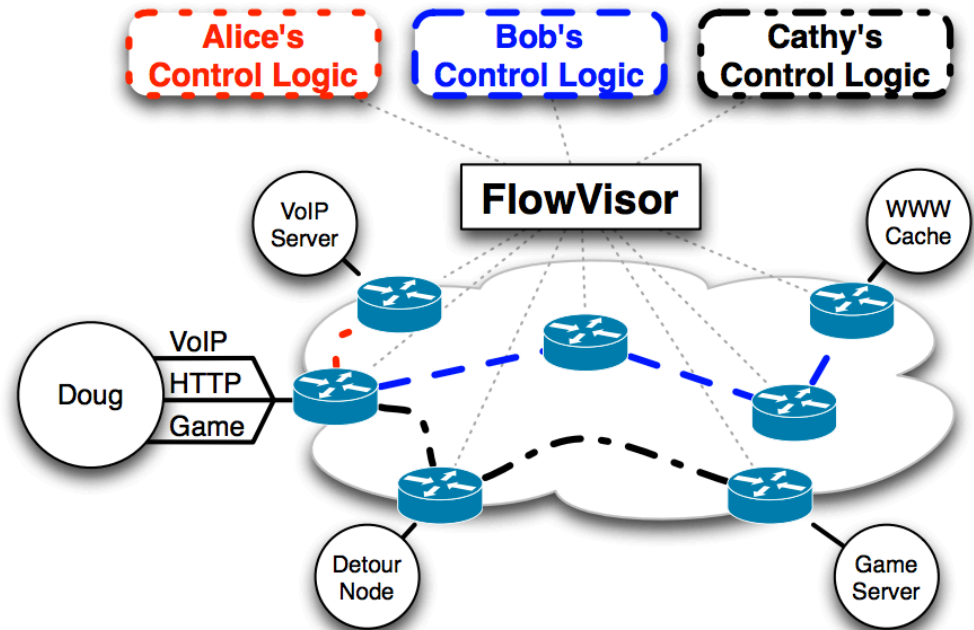 Alice's
Control Logic
Bob's
Control Logic
Cathy's
Control Logic
FlowVisor
VoIP
Server
WWW
Cache
Doug
VoIP
HTTP
Game
Detour
Node
Game
Server